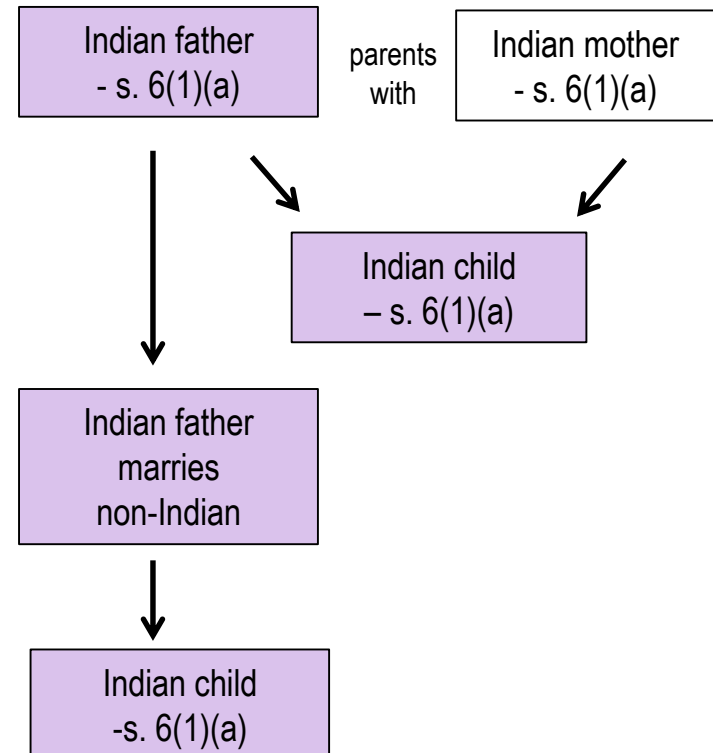 Indian father
- s. 6(1)(a)
parents
with
Indian mother
- s. 6(1)(a)
Indian child
– s. 6(1)(a)
Indian father
marries
non-Indian
Indian child
-s. 6(1)(a)